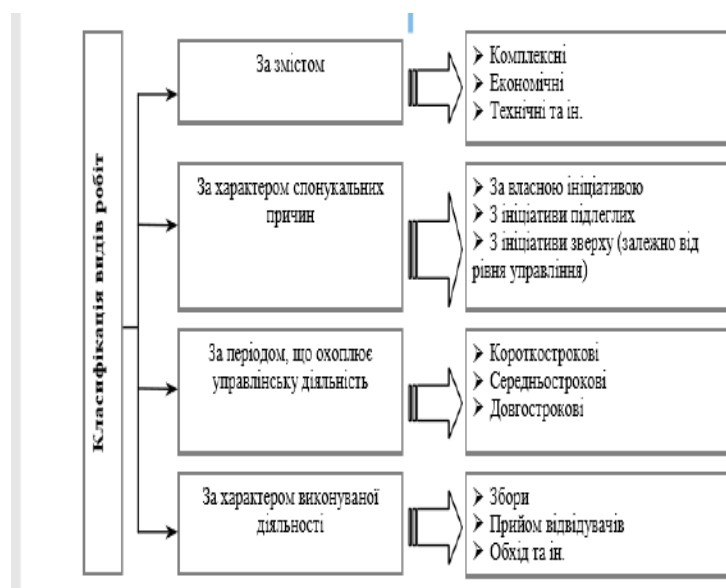 Класифікація видів робіт
За змістом
➢ Комплексні
➢ Економічні
➢ Технічні та ін.
За характером спонукальних
причин
➢ За власною ініціативою
➢ З ініціативи підлеглих
➢ З ініціативи зверху (залежно від
рівня управління)
За періодом, що охоплює
управлінську діяльність
➢ Короткострокові
➢ Середньострокові
➢ Довгострокові
За характером виконуваної
діяльності
➢ Збори
➢ Прийом відвідувачів
➢ Обхід та ін.